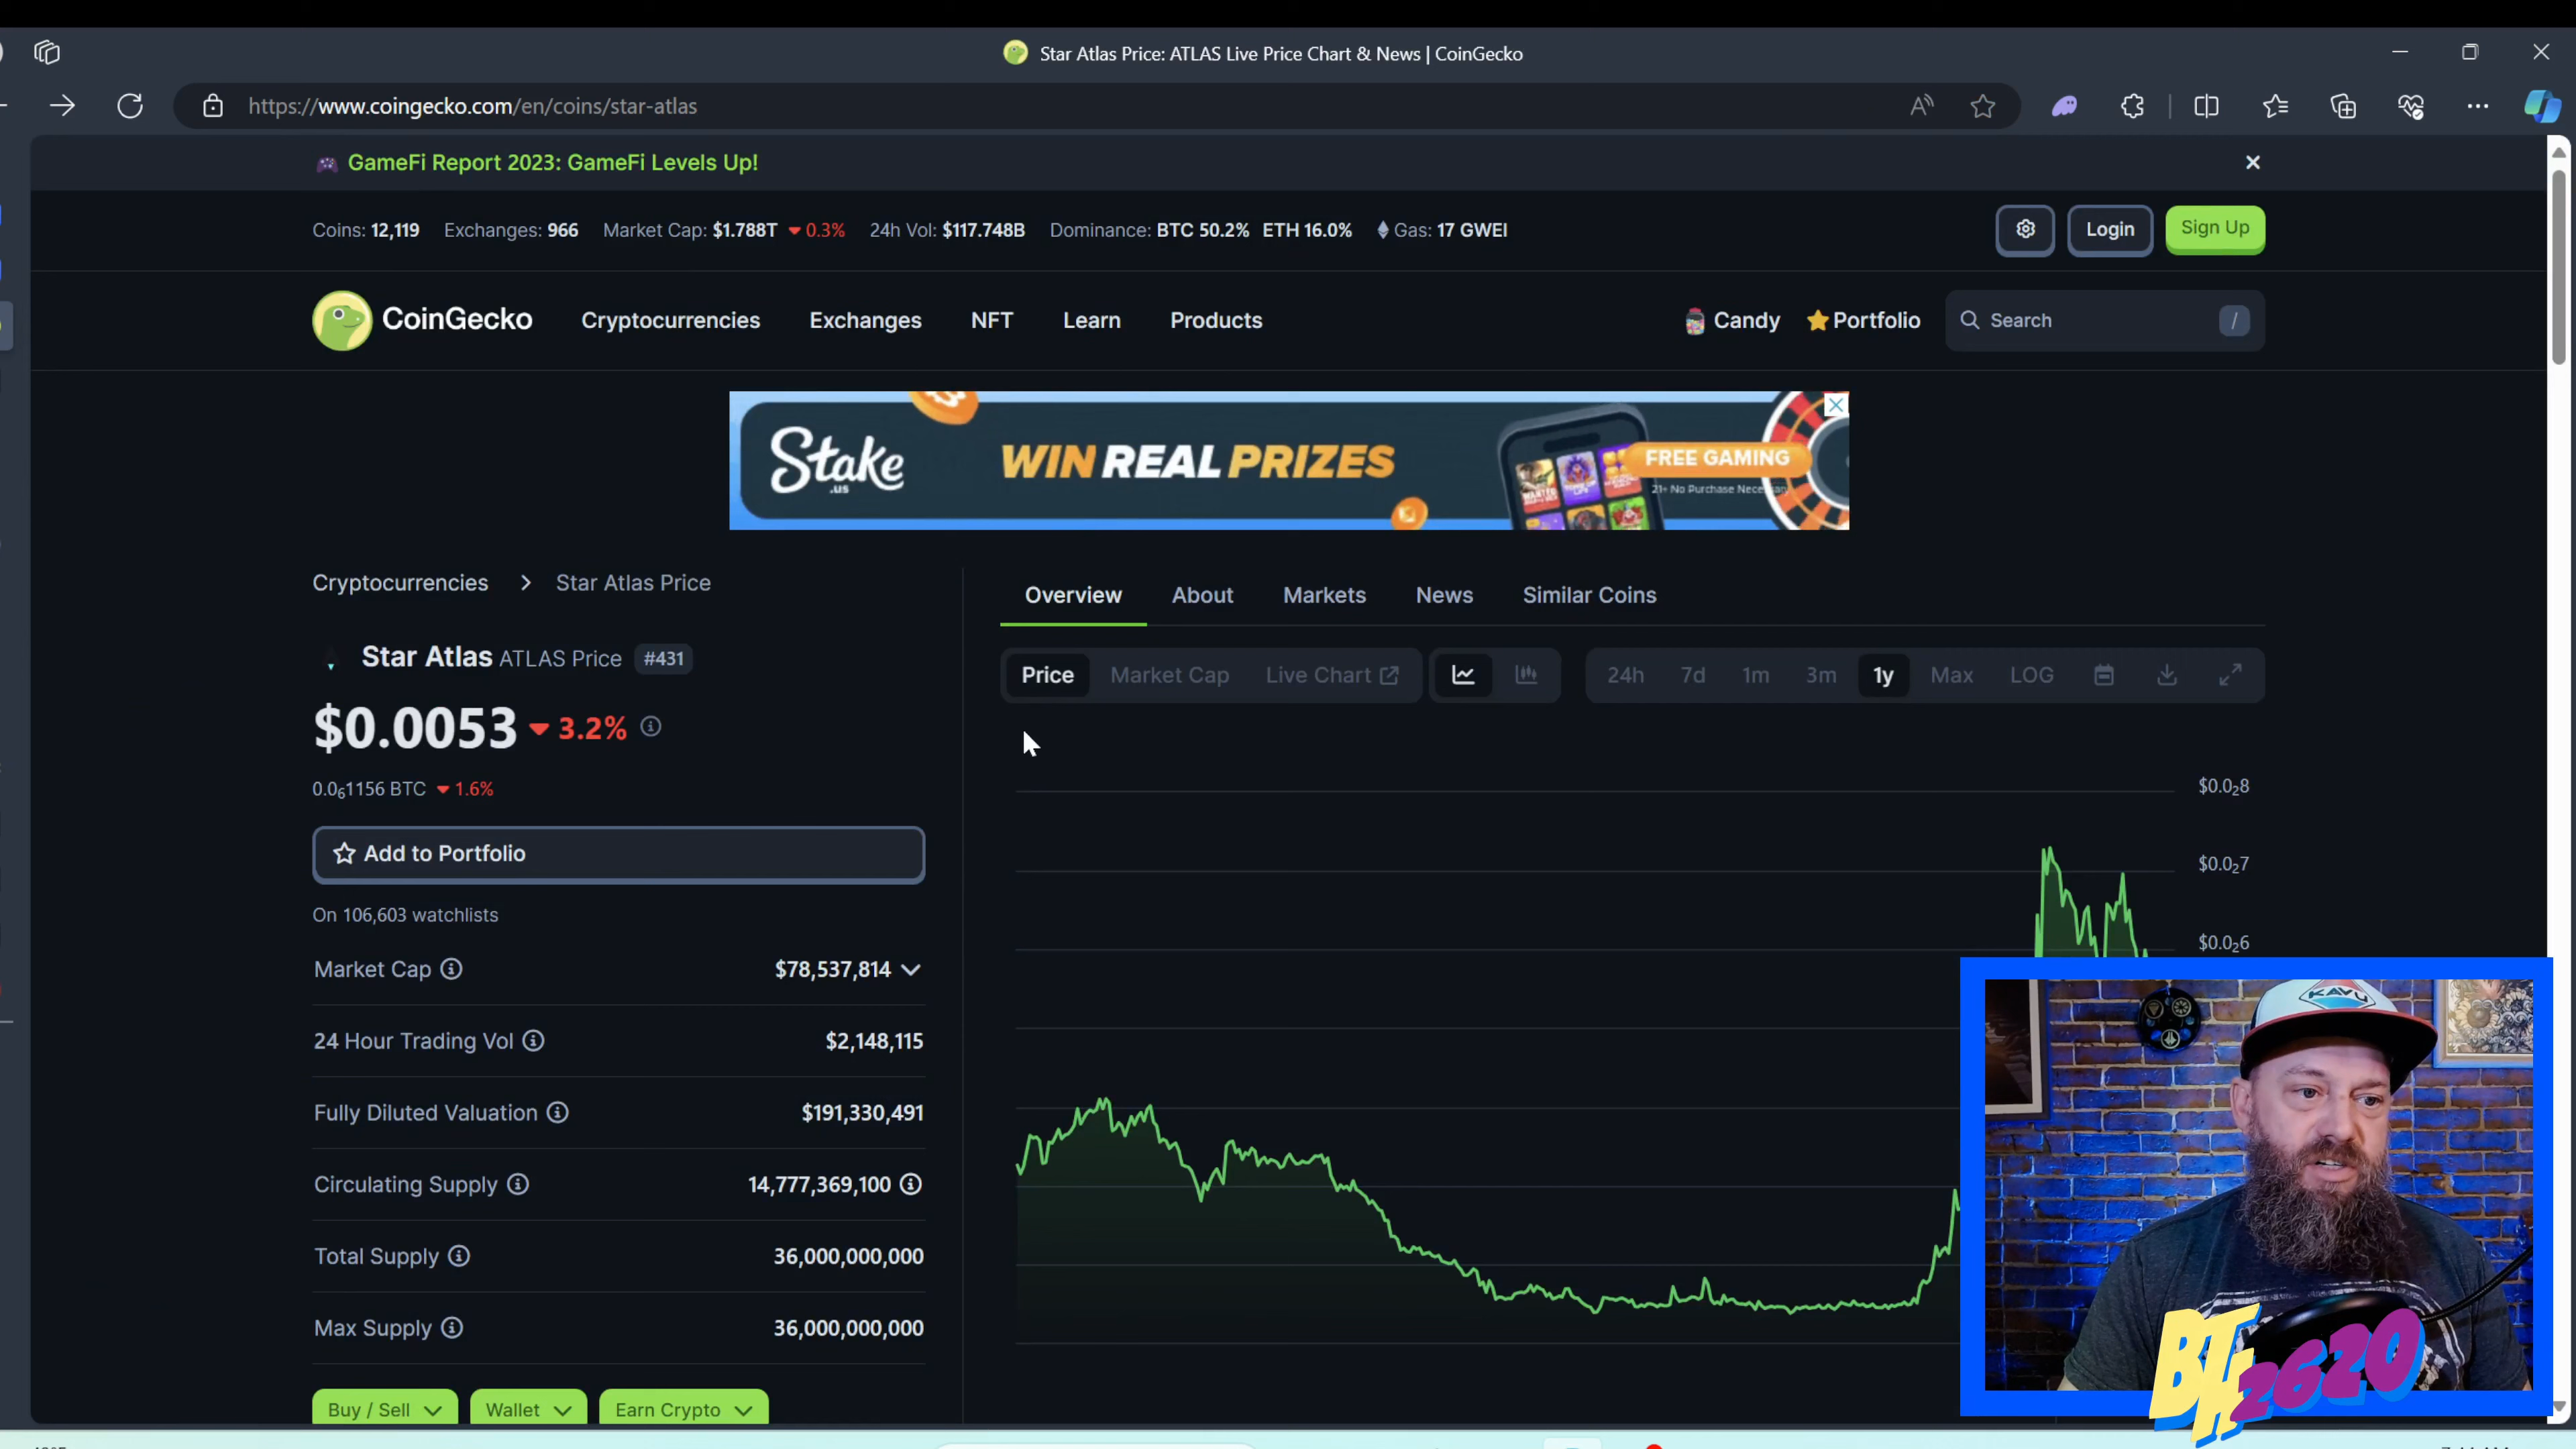 Star Atlas Price: ATLAS Live Price Chart & News | CoinGecko
https://www.coingecko.com/en/coins/star-atlas
GameFi Report 2023: GameFi Levels Up!
Coins: 12,119 Exchanges: 966 Market Cap: $1.788T 0.3% 24h Vol: $117.748B Dominance: BTC 50.2% ETH 16.0% Gas: 17 GWEI
Login Sign Up
CoinGecko Cryptocurrencies Exchanges NFT Learn Products Candy Portfolio Search /
Stake
.us
WIN REAL PRIZES
FREE GAMING
21+ No Purchase Necessary
Cryptocurrencies > Star Atlas Price
Overview About Markets News Similar Coins
Star Atlas ATLAS Price #431
Price Market Cap Live Chart 24h 7d 1m 3m 1y Max LOG
$0.0053 3.2%
0.0₆1156 BTC 1.6%
Add to Portfolio
On 106,603 watchlists
Market Cap $78,537,814
24 Hour Trading Vol $2,148,115
Fully Diluted Valuation $191,330,491
Circulating Supply 14,777,369,100
Total Supply 36,000,000,000
Max Supply 36,000,000,000
Buy / Sell Wallet Earn Crypto
$0.0₂8
$0.0₂7
$0.0₂6
KAVU
BTH
2620